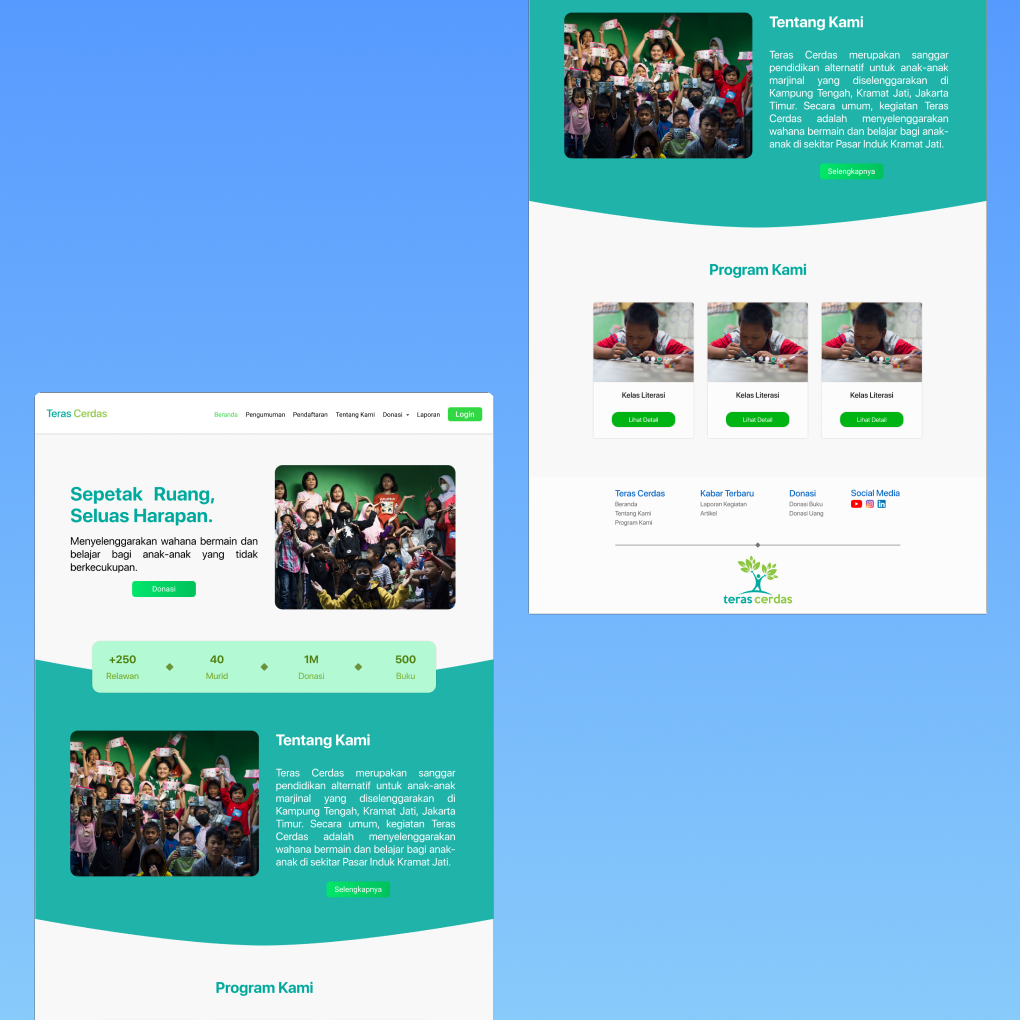 Teras Cerdas
Beranda Pengumuman Pendaftaran Tentang Kami Donasi Laporan Login
Sepetak Ruang,
Seluas Harapan.
Menyelenggarakan wahana bermain dan
belajar bagi anak-anak yang tidak
berkecukupan.
Donasi
+250 40 1M 500
Relawan Murid Donasi Buku
Tentang Kami
Teras Cerdas merupakan sanggar
pendidikan alternatif untuk anak-anak
marjinal yang diselenggarakan di
Kampung Tengah, Kramat Jati, Jakarta
Timur. Secara umum, kegiatan Teras
Cerdas adalah menyelenggarakan
wahana bermain dan belajar bagi anak-
anak di sekitar Pasar Induk Kramat Jati.
Selengkapnya
Program Kami
Tentang Kami
Teras Cerdas merupakan sanggar
pendidikan alternatif untuk anak-anak
marjinal yang diselenggarakan di
Kampung Tengah, Kramat Jati, Jakarta
Timur. Secara umum, kegiatan Teras
Cerdas adalah menyelenggarakan
wahana bermain dan belajar bagi anak-
anak di sekitar Pasar Induk Kramat Jati.
Selengkapnya
Program Kami
Kelas Literasi Kelas Literasi Kelas Literasi
Lihat Detail Lihat Detail Lihat Detail
Teras Cerdas Kabar Terbaru Donasi Social Media
Beranda Laporan Kegiatan Donasi Buku
Tentang Kami Artikel Donasi Uang
Program Kami
teras cerdas